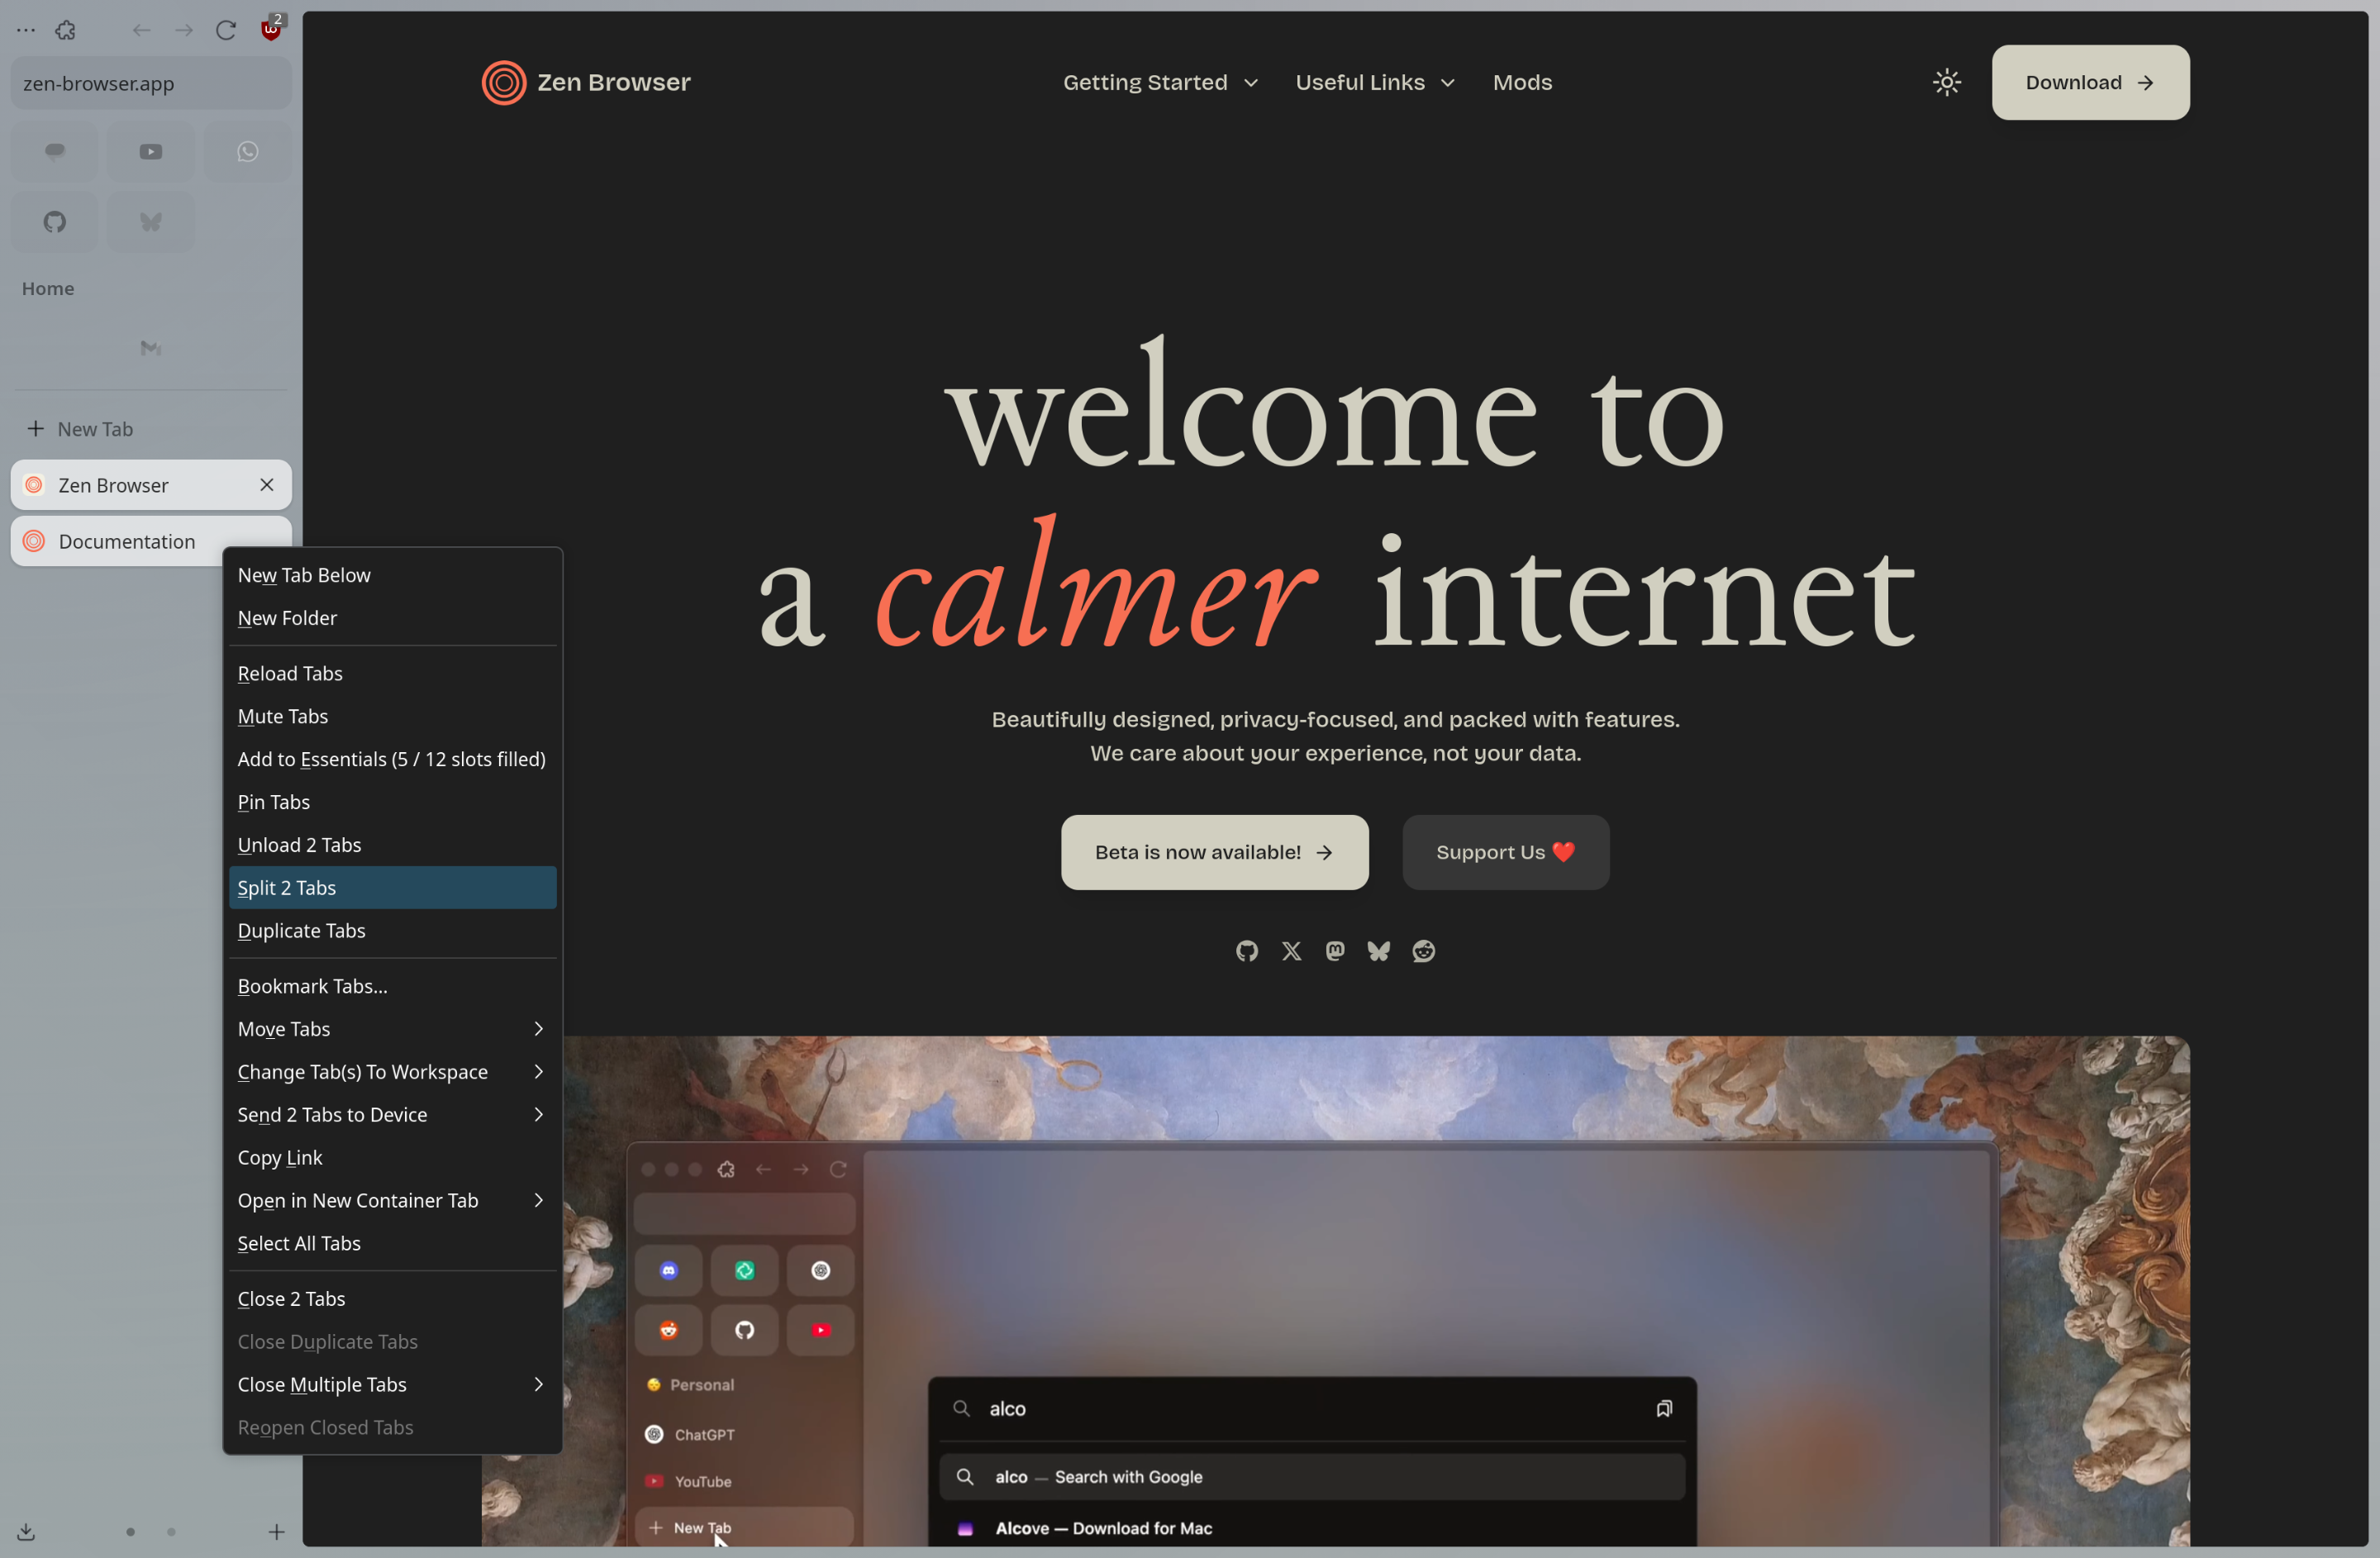 2
zen-browser.app
Home
New Tab
Zen Browser
Documentation
New Tab Below
New Folder
Reload Tabs
Mute Tabs
Add to Essentials (5 / 12 slots filled)
Pin Tabs
Unload 2 Tabs
Split 2 Tabs
Duplicate Tabs
Bookmark Tabs...
Move Tabs
Change Tab(s) To Workspace
Send 2 Tabs to Device
Copy Link
Open in New Container Tab
Select All Tabs
Close 2 Tabs
Close Duplicate Tabs
Close Multiple Tabs
Reopen Closed Tabs
Zen Browser
Getting Started
Useful Links
Mods
Download
welcome to
a calmer internet
Beautifully designed, privacy-focused, and packed with features.
We care about your experience, not your data.
Beta is now available!
Support Us ❤️
Personal
ChatGPT
YouTube
New Tab
alco
alco — Search with Google
Alcove — Download for Mac